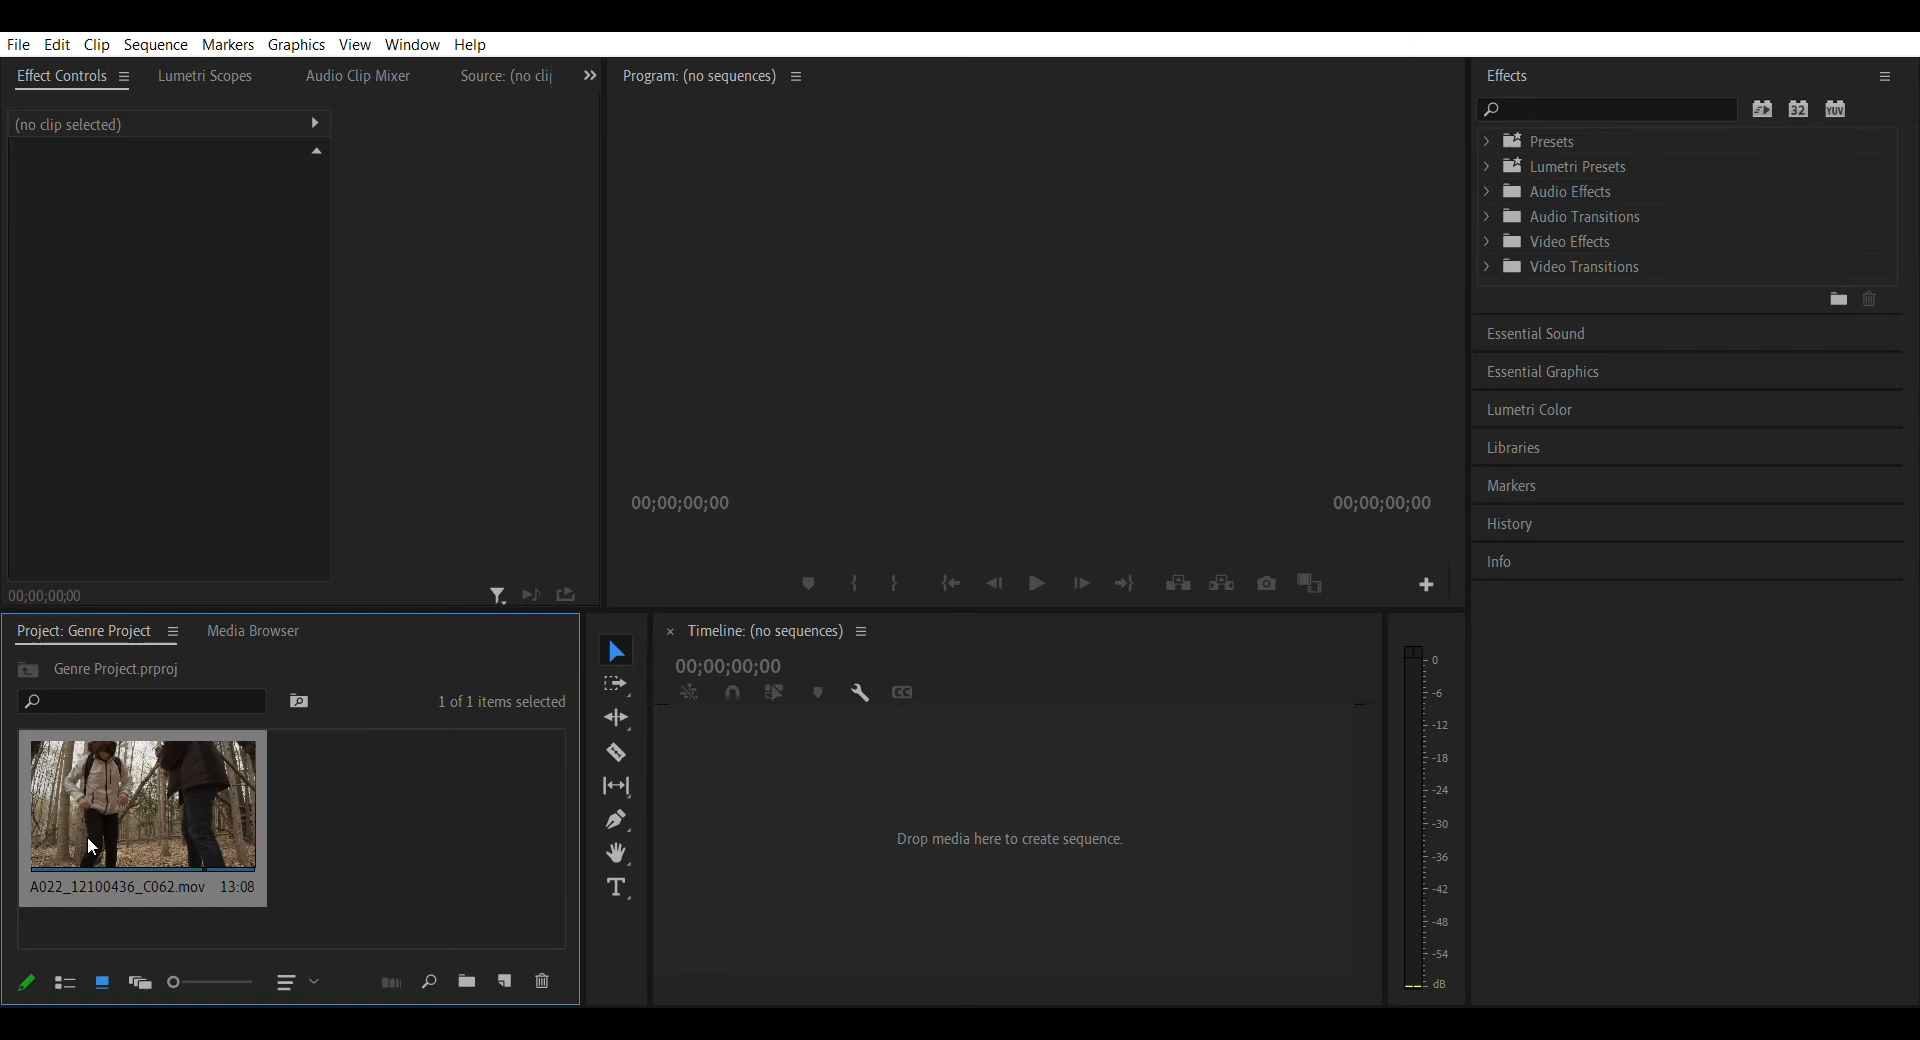 File Edit Clip Sequence Markers Graphics View Window Help
Effect Controls Lumetri Scopes Audio Clip Mixer Source: (no cli
(no clip selected)
00;00;00;00
Program: (no sequences)
00;00;00;00 00;00;00;00
Effects
32 YUV
Presets
Lumetri Presets
Audio Effects
Audio Transitions
Video Effects
Video Transitions
Essential Sound
Essential Graphics
Lumetri Color
Libraries
Markers
History
Info
Project: Genre Project Media Browser
Genre Project.prproj
1 of 1 items selected
A022_12100436_C062.mov 13:08
T
× Timeline: (no sequences)
00;00;00;00
CC
Drop media here to create sequence.
0
-6
-12
-18
-24
-30
-36
-42
-48
-54
dB